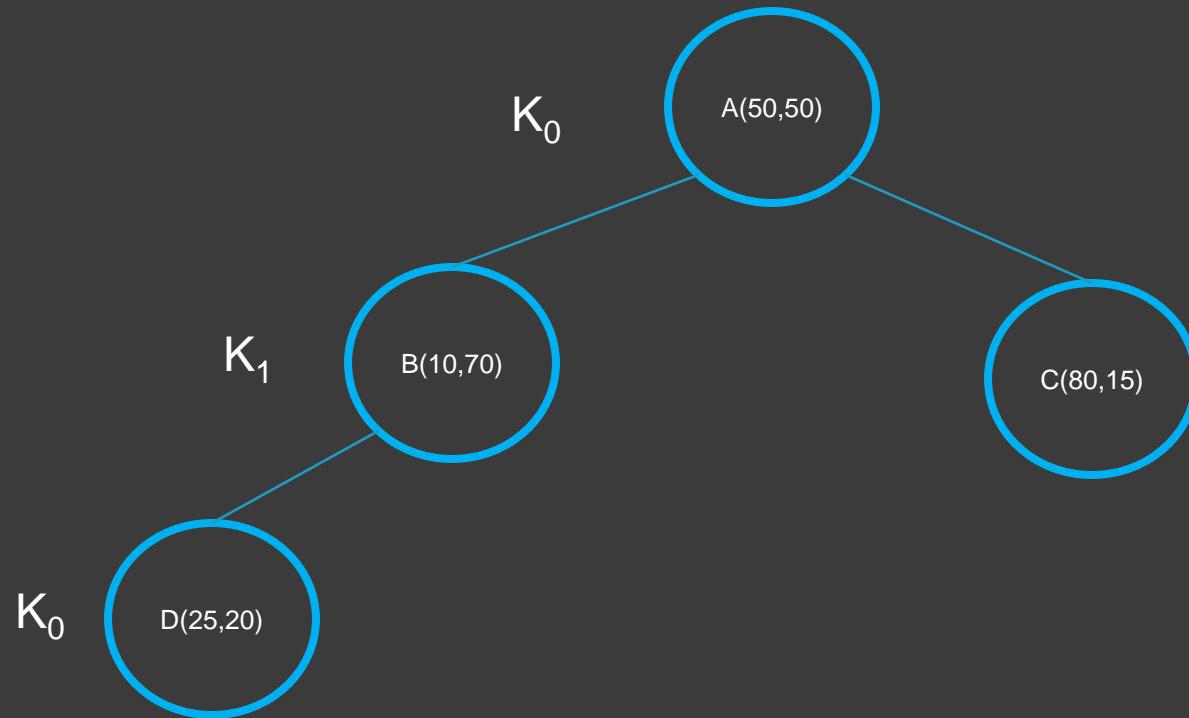 K₀
A(50,50)
K₁
B(10,70)
C(80,15)
K₀
D(25,20)